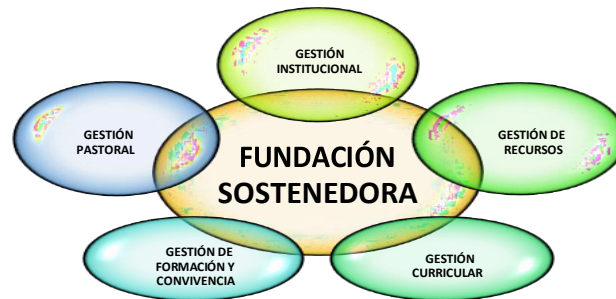 GESTIÓN
INSTITUCIONAL
GESTIÓN
PASTORAL
GESTIÓN DE
RECURSOS
FUNDACIÓN
SOSTENEDORA
GESTIÓN DE
FORMACIÓN Y
CONVIVENCIA
GESTIÓN
CURRICULAR